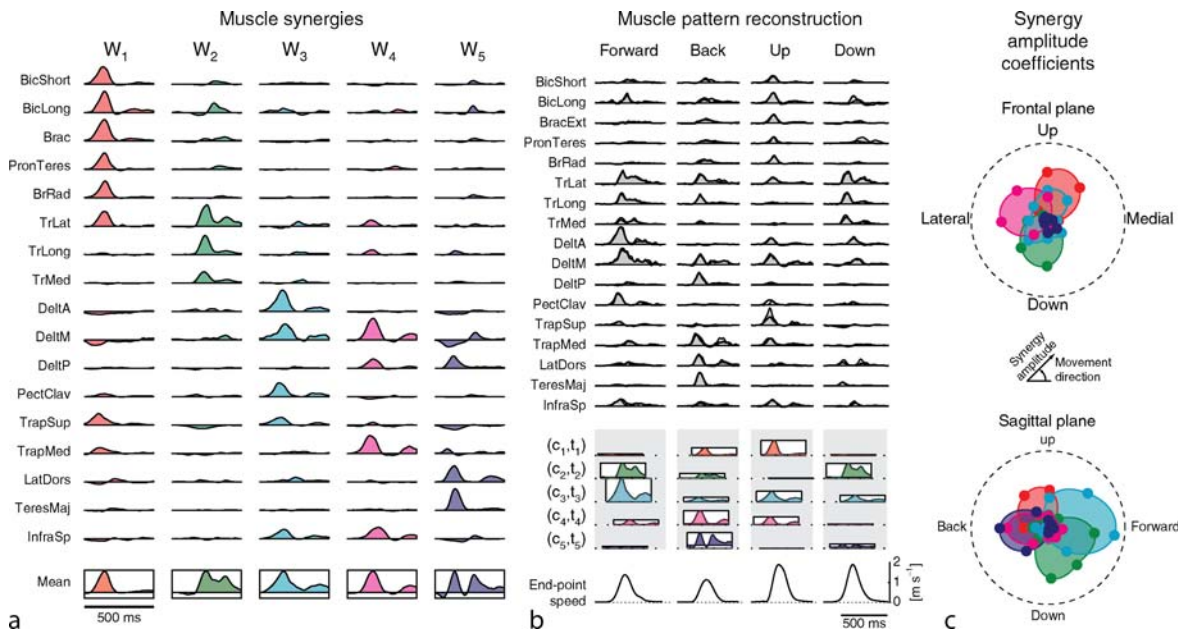 Muscle synergies
W1 W2 W3 W4 W5
BicShort
BicLong
Brac
PronTeres
BrRad
TrLat
TrLong
TrMed
DeltA
DeltM
DeltP
PectClav
TrapSup
TrapMed
LatDors
TeresMaj
InfraSp
Mean
500 ms
a
Muscle pattern reconstruction
Forward Back Up Down
BicShort
BicLong
BracExt
PronTeres
BrRad
TrLat
TrLong
TrMed
DeltA
DeltM
DeltP
PectClav
TrapSup
TrapMed
LatDors
TeresMaj
InfraSp
(c1,t1)
(c2,t2)
(c3,t3)
(c4,t4)
(c5,t5)
End-point
speed
2
1
0
[m s-1]
500 ms
b
Synergy
amplitude
coefficients
Frontal plane
Up
Lateral Medial
Down
Synergy
amplitude
Movement
direction
Sagittal plane
up
Back Forward
Down
c